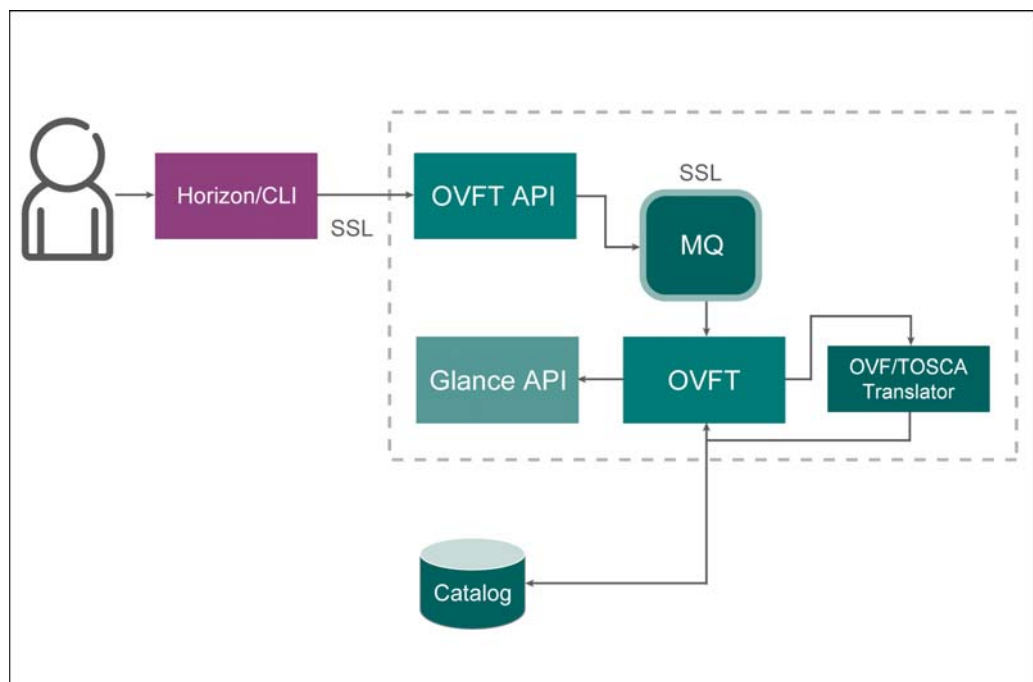 Horizon/CLI
SSL
OVFT API
SSL
MQ
Glance API
OVFT
OVF/TOSCA
Translator
Catalog